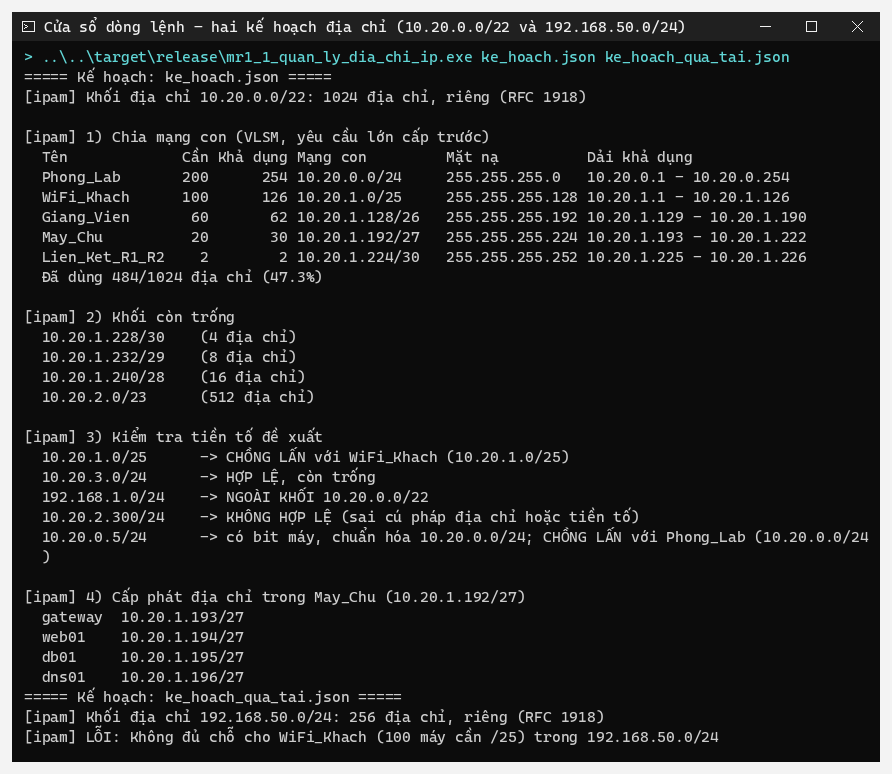 Cửa sổ dòng lệnh — hai kế hoạch địa chỉ (10.20.0.0/22 và 192.168.50.0/24)
> ..\..\target\release\mr1_1_quan_ly_dia_chi_ip.exe ke_hoach.json ke_hoach_qua_tai.json
===== Kế hoạch: ke_hoach.json =====
[ipam] Khối địa chỉ 10.20.0.0/22: 1024 địa chỉ, riêng (RFC 1918)
[ipam] 1) Chia mạng con (VLSM, yêu cầu lớn cấp trước)
Tên Cần Khả dụng Mạng con Mặt nạ Dải khả dụng
Phong_Lab 200 254 10.20.0.0/24 255.255.255.0 10.20.0.1 – 10.20.0.254
WiFi_Khach 100 126 10.20.1.0/25 255.255.255.128 10.20.1.1 – 10.20.1.126
Giang_Vien 60 62 10.20.1.128/26 255.255.255.192 10.20.1.129 – 10.20.1.190
May_Chu 20 30 10.20.1.192/27 255.255.255.224 10.20.1.193 – 10.20.1.222
Lien_Ket_R1_R2 2 2 10.20.1.224/30 255.255.255.252 10.20.1.225 – 10.20.1.226
Đã dùng 484/1024 địa chỉ (47.3%)
[ipam] 2) Khối còn trống
10.20.1.228/30 (4 địa chỉ)
10.20.1.232/29 (8 địa chỉ)
10.20.1.240/28 (16 địa chỉ)
10.20.2.0/23 (512 địa chỉ)
[ipam] 3) Kiểm tra tiền tố đề xuất
10.20.1.0/25 -> CHỒNG LẤN với WiFi_Khach (10.20.1.0/25)
10.20.3.0/24 -> HỢP LỆ, còn trống
192.168.1.0/24 -> NGOÀI KHỐI 10.20.0.0/22
10.20.2.300/24 -> KHÔNG HỢP LỆ (sai cú pháp địa chỉ hoặc tiền tố)
10.20.0.5/24 -> có bit máy, chuẩn hóa 10.20.0.0/24; CHỒNG LẤN với Phong_Lab (10.20.0.0/24
)
[ipam] 4) Cấp phát địa chỉ trong May_Chu (10.20.1.192/27)
gateway 10.20.1.193/27
web01 10.20.1.194/27
db01 10.20.1.195/27
dns01 10.20.1.196/27
===== Kế hoạch: ke_hoach_qua_tai.json =====
[ipam] Khối địa chỉ 192.168.50.0/24: 256 địa chỉ, riêng (RFC 1918)
[ipam] LỖI: Không đủ chỗ cho WiFi_Khach (100 máy cần /25) trong 192.168.50.0/24